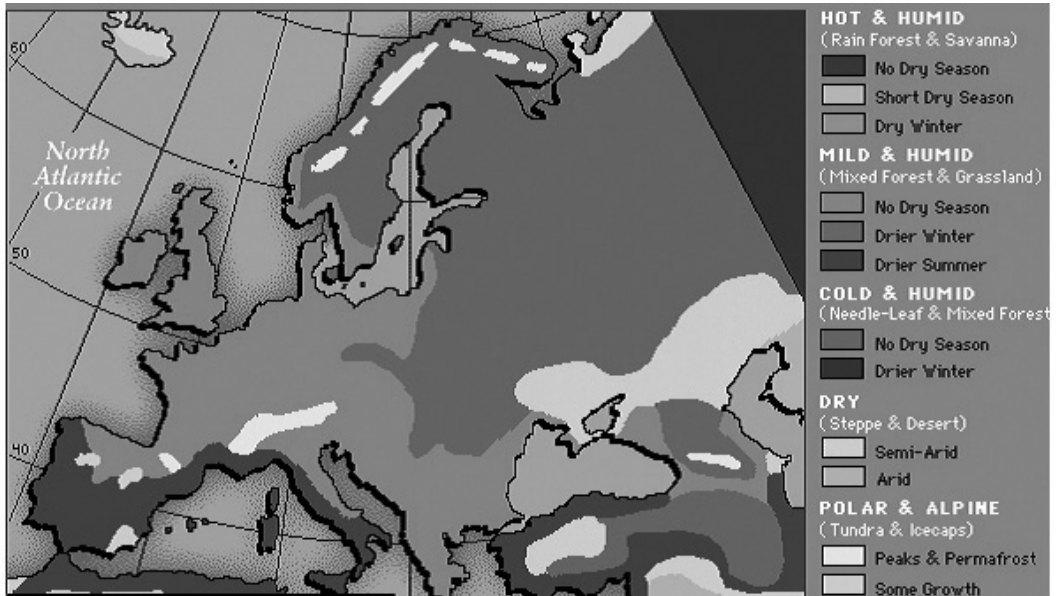 60
North
Atlantic
Ocean
50
40
HOT & HUMID
(Rain Forest & Savanna)
No Dry Season
Short Dry Season
Dry Winter
MILD & HUMID
(Mixed Forest & Grassland)
No Dry Season
Drier Winter
Drier Summer
COLD & HUMID
(Needle-Leaf & Mixed Forest
No Dry Season
Drier Winter
DRY
(Steppe & Desert)
Semi-Arid
Arid
POLAR & ALPINE
(Tundra & Icecaps)
Peaks & Permafrost
Some Growth